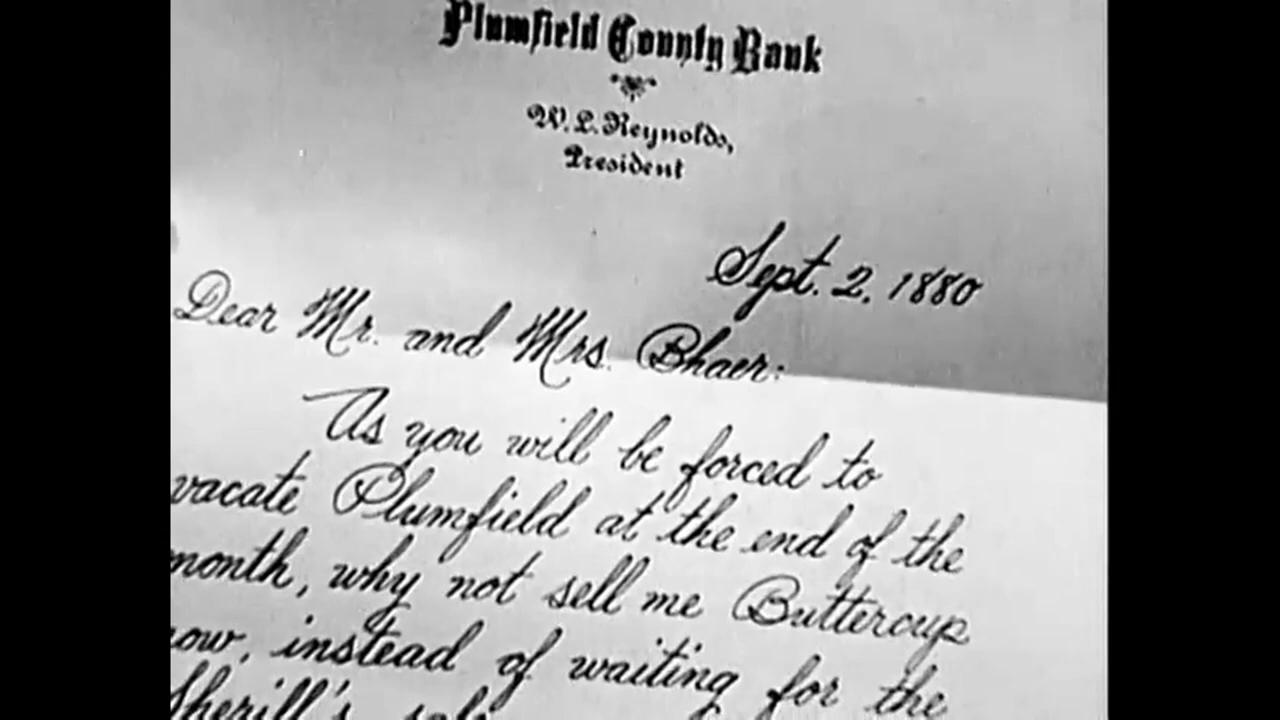 Plumfield County Bank
W. L. Reynolds,
President
Sept. 2, 1880
Dear Mr. and Mrs. Bhaer:
As you will be forced to
vacate Plumfield at the end of the
month, why not sell me Buttercup
now, instead of waiting for the
Sheriff's sale